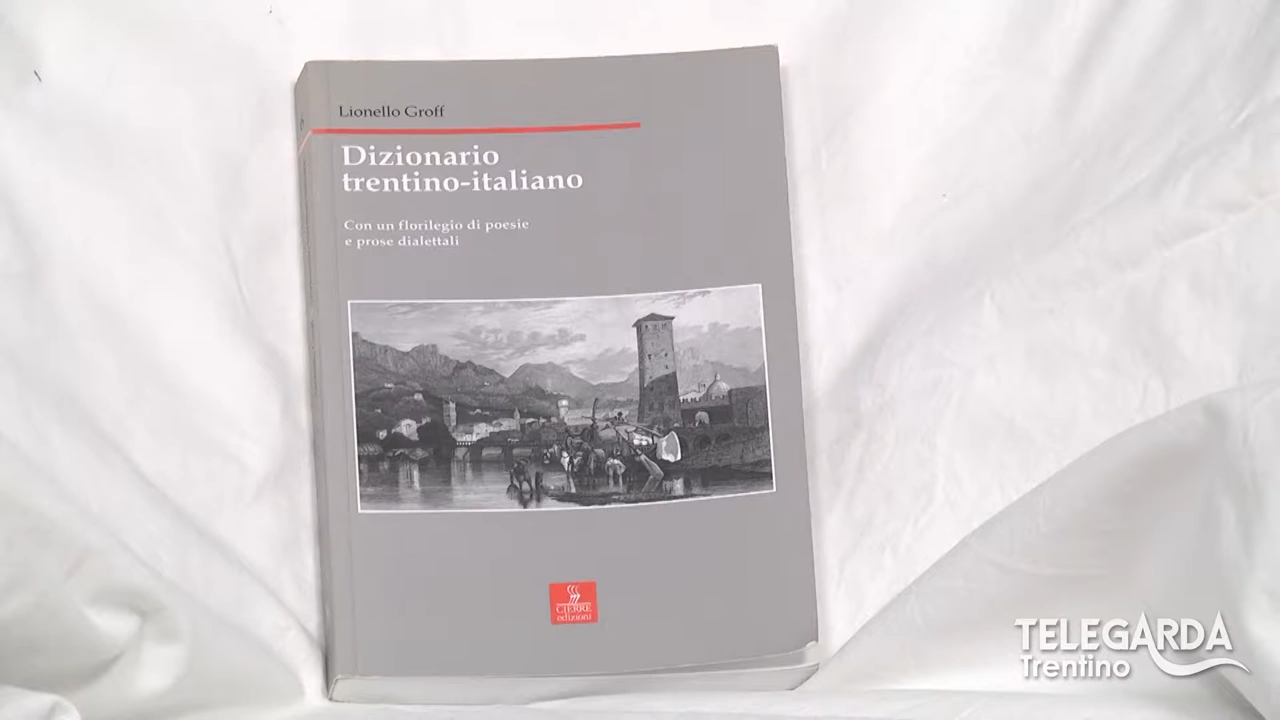 Lionello Groff
Dizionario
trentino-italiano
Con un florilegio di poesie
e prose dialettali
CIERRE
edizioni
TELEGARDA
Trentino